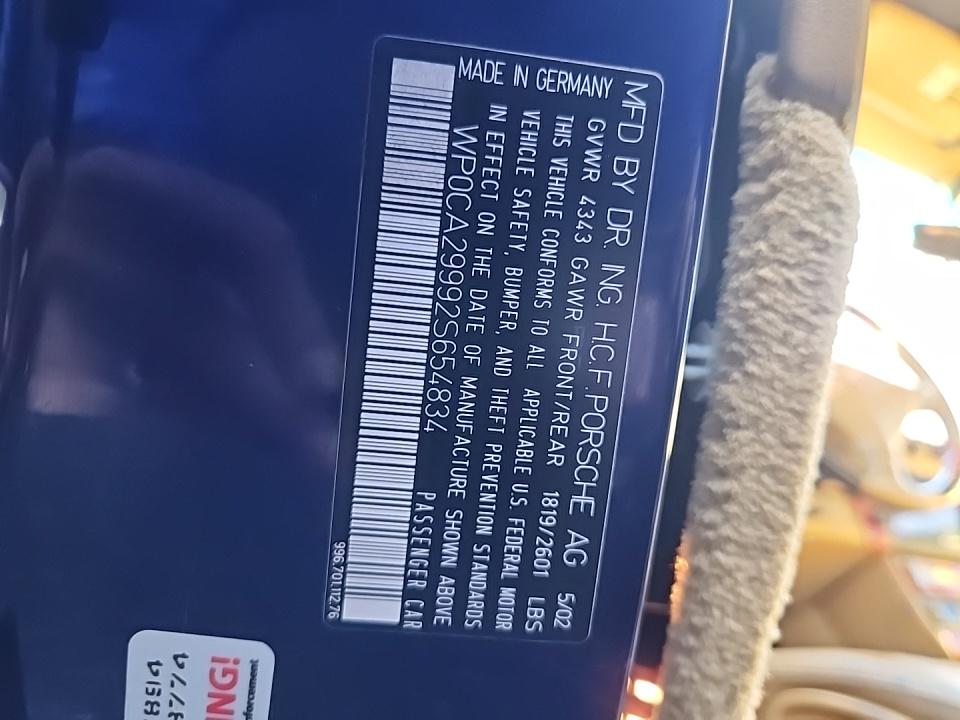 MFD BY DR. ING. H.C.F.PORSCHE AG 5/02
GVWR 4343 GAWR FRONT/REAR 1819/2601 LBS
THIS VEHICLE CONFORMS TO ALL APPLICABLE U.S. FEDERAL MOTOR
VEHICLE SAFETY, BUMPER, AND THEFT PREVENTION STANDARDS
IN EFFECT ON THE DATE OF MANUFACTURE SHOWN ABOVE
MADE IN GERMANY WP0CA29992S654834 PASSENGER CAR
996.701.112.76
NING!
nforcement